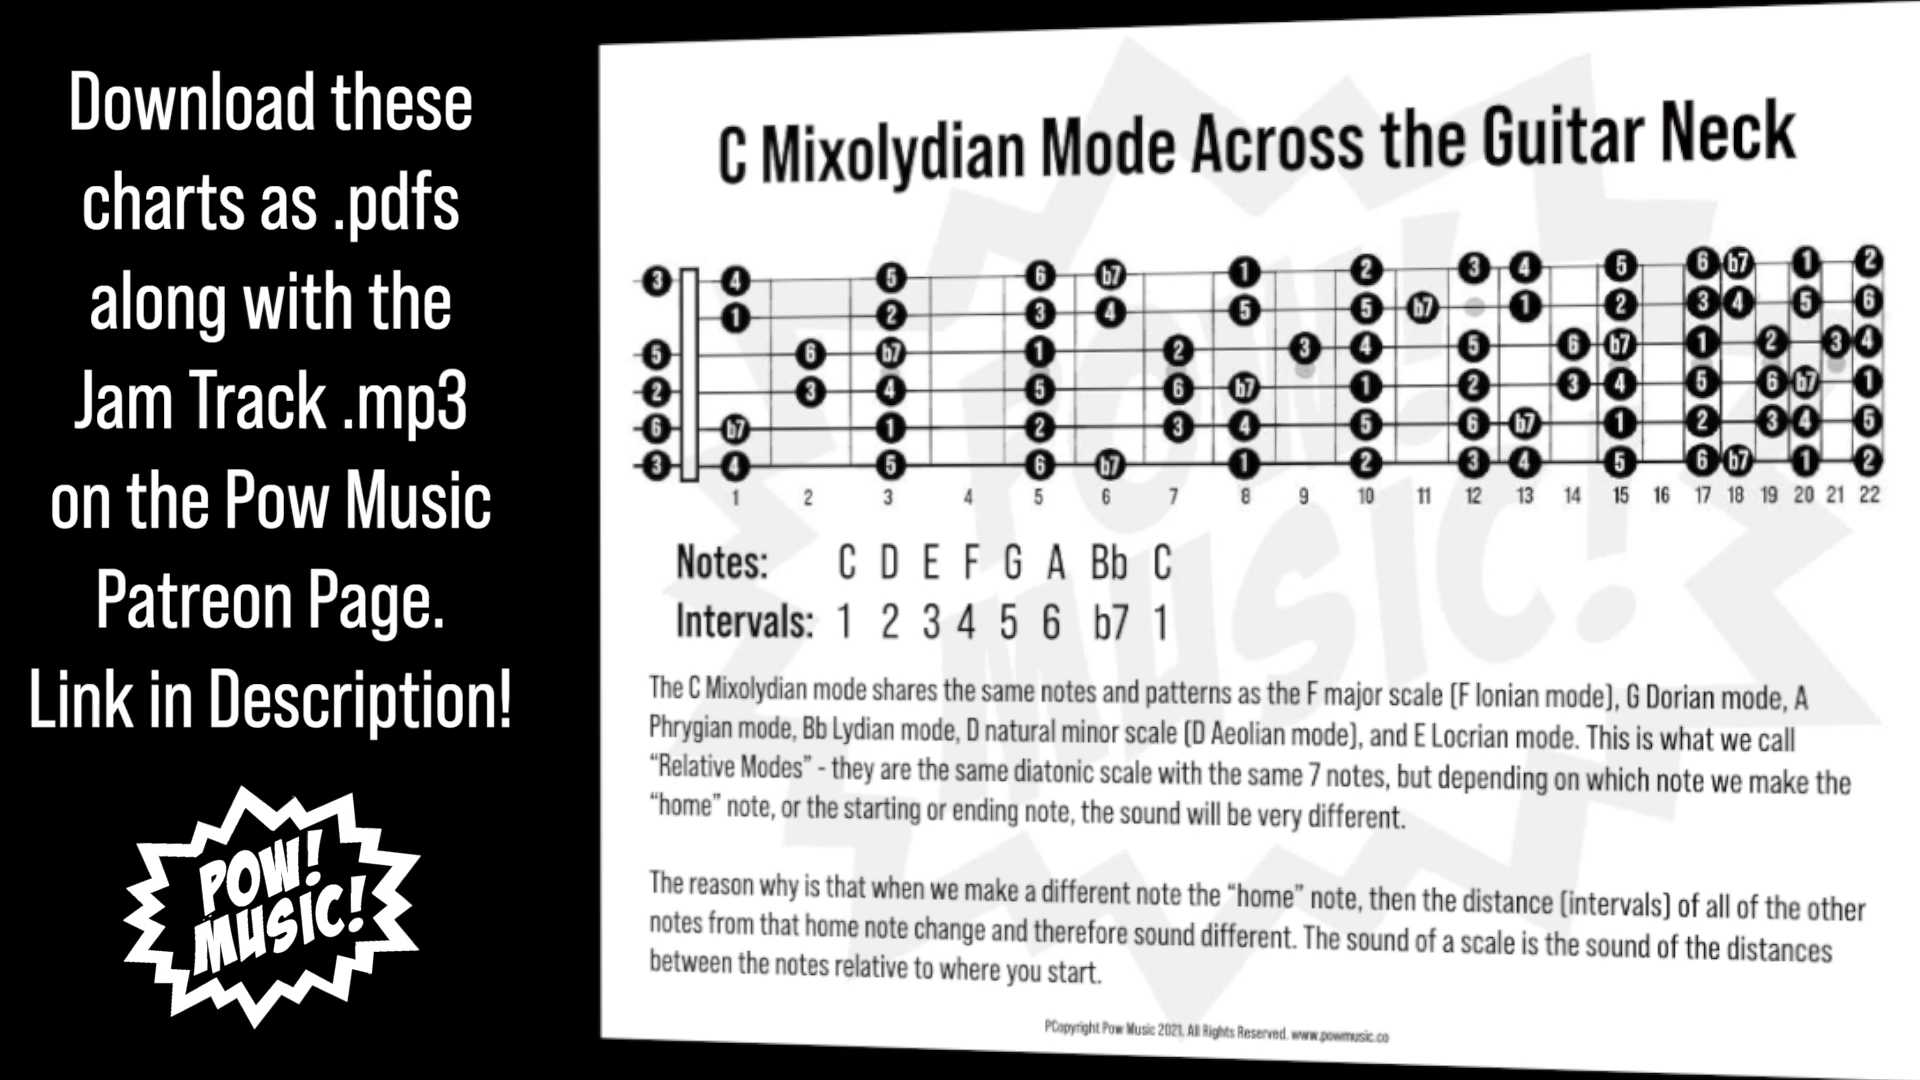 Download these
charts as .pdfs
along with the
Jam Track .mp3
on the Pow Music
Patreon Page.
Link in Description!
POW!
MUSIC!
C Mixolydian Mode Across the Guitar Neck
3 4 5 6 b7 1 2 3 4 5 6 b7 1 2
1 2 3 4 5 5 b7 1 2 3 4 5 6
5 6 b7 1 2 3 4 5 6 b7 1 2 3 4
2 3 4 5 6 b7 1 2 3 4 5 6 b7 1
6 b7 1 2 3 4 5 6 b7 1 2 3 4 5
3 4 5 6 b7 1 2 3 4 5 6 b7 1 2
1 2 3 4 5 6 7 8 9 10 11 12 13 14 15 16 17 18 19 20 21 22
Notes: C D E F G A Bb C
Intervals: 1 2 3 4 5 6 b7 1
The C Mixolydian mode shares the same notes and patterns as the F major scale (F Ionian mode), G Dorian mode, A
Phrygian mode, Bb Lydian mode, D natural minor scale (D Aeolian mode), and E Locrian mode. This is what we call
“Relative Modes” - they are the same diatonic scale with the same 7 notes, but depending on which note we make the
“home” note, or the starting or ending note, the sound will be very different.
The reason why is that when we make a different note the “home” note, then the distance (intervals) of all of the other
notes from that home note change and therefore sound different. The sound of a scale is the sound of the distances
between the notes relative to where you start.
PCopyright Pow Music 2021. All Rights Reserved. www.powmusic.co
POW!
MUSIC!